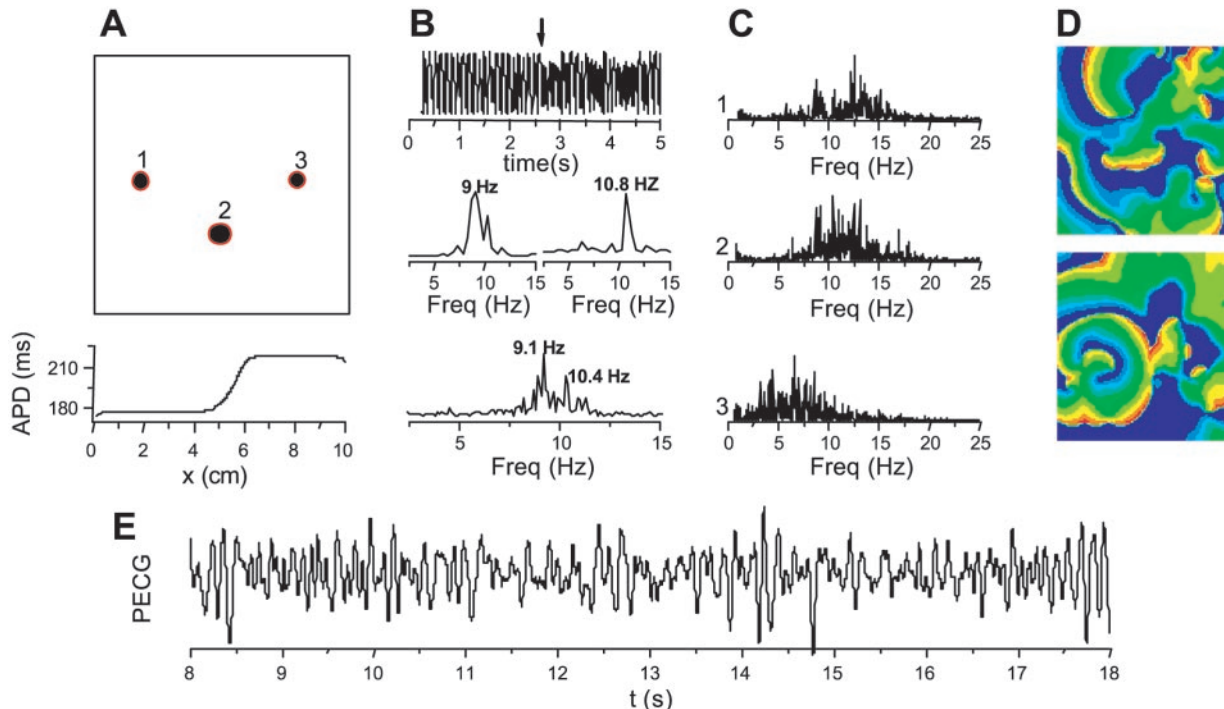 A
1
3
2
APD (ms)
210
180
0 2 4 6 8 10
x (cm)
B
0 1 2 3 4 5
time(s)
9 Hz
10.8 HZ
5 10 15
5 10 15
Freq (Hz)
Freq (Hz)
9.1 Hz
10.4 Hz
5 10 15
Freq (Hz)
C
1
0 5 10 15 20 25
Freq (Hz)
2
0 5 10 15 20 25
Freq (Hz)
3
0 5 10 15 20 25
Freq (Hz)
D
E
PECG
8 9 10 11 12 13 14 15 16 17 18
t (s)